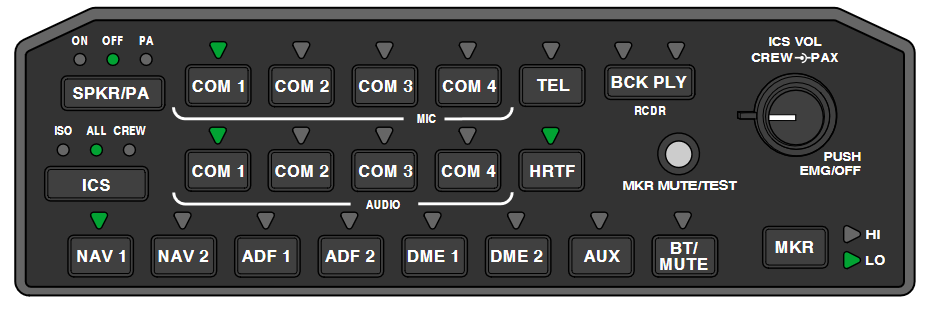 ON OFF PA
SPKR/PA
COM 1 COM 2 COM 3 COM 4 TEL
MIC
BCK PLY
RCDR
ICS VOL
CREW PAX
PUSH
EMG/OFF
ISO ALL CREW
ICS
COM 1 COM 2 COM 3 COM 4 HRTF
AUDIO
MKR MUTE/TEST
NAV 1 NAV 2 ADF 1 ADF 2 DME 1 DME 2 AUX
BT/
MUTE
MKR
HI
LO